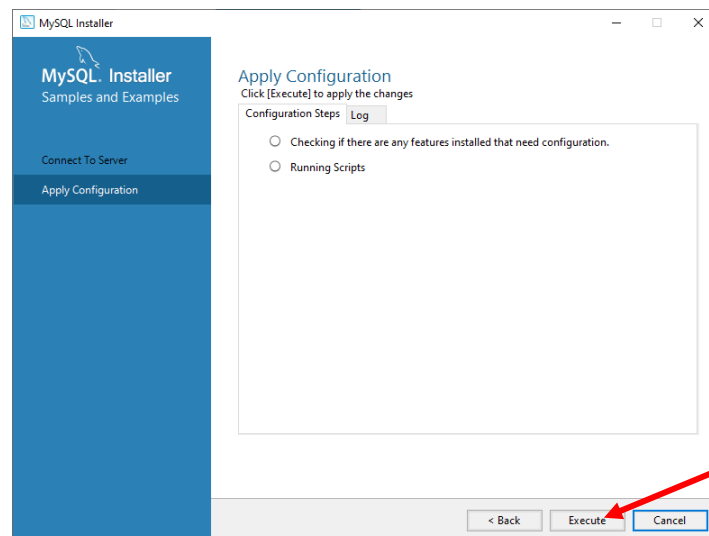 MySQL Installer
MySQL. Installer
Samples and Examples
Connect To Server
Apply Configuration
Apply Configuration
Click [Execute] to apply the changes
Configuration Steps Log
Checking if there are any features installed that need configuration.
Running Scripts
< Back Execute Cancel